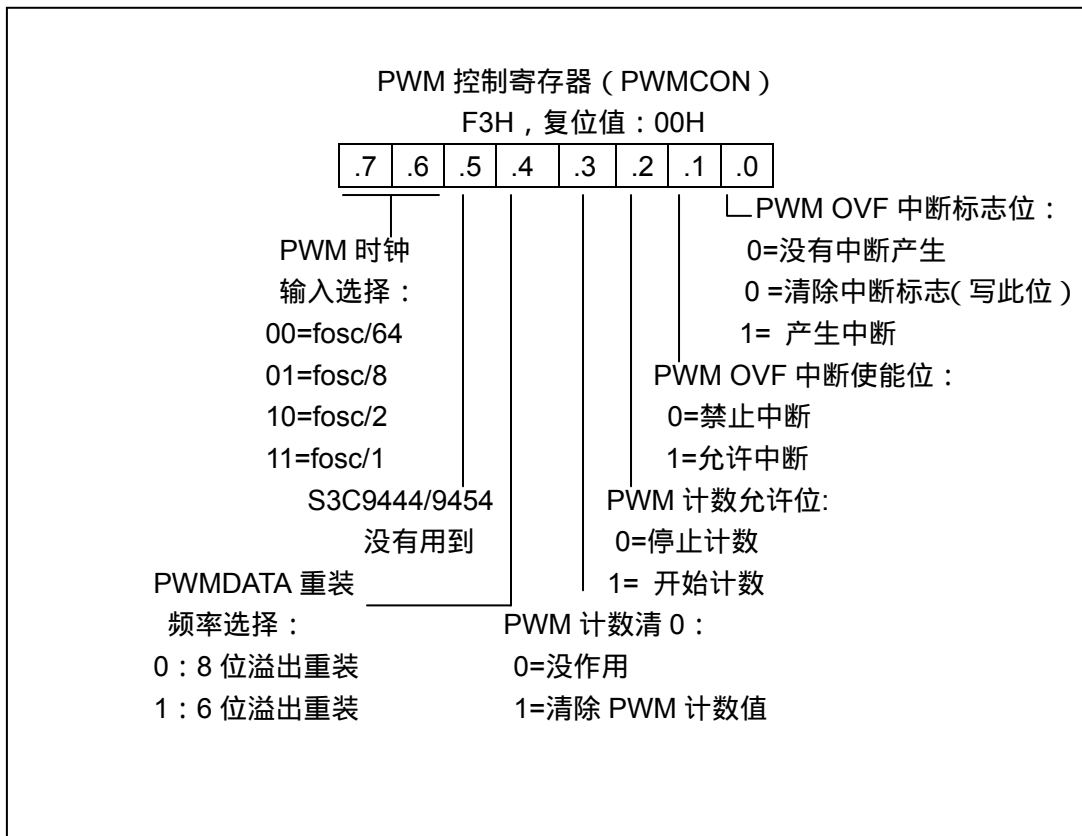 PWM 控制寄存器（PWMCON）
F3H，复位值：00H
.7 .6 .5 .4 .3 .2 .1 .0
PWM OVF 中断标志位：
0=没有中断产生
0 =清除中断标志(写此位)
1= 产生中断
PWM 时钟
输入选择：
00=fosc/64
01=fosc/8
10=fosc/2
11=fosc/1
PWM OVF 中断使能位：
0=禁止中断
1=允许中断
S3C9444/9454
没有用到
PWM 计数允许位:
0=停止计数
1= 开始计数
PWMDATA 重装
频率选择：
0：8 位溢出重装
1：6 位溢出重装
PWM 计数清 0：
0=没作用
1=清除 PWM 计数值